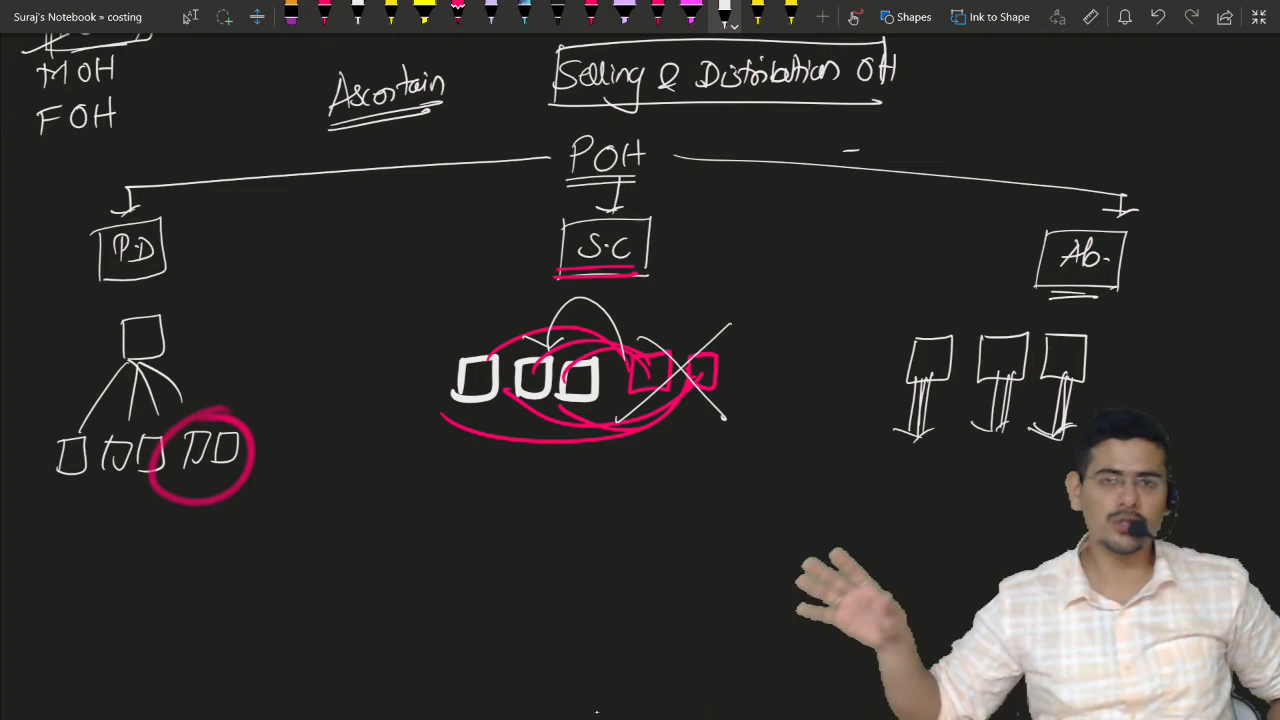 Suraj's Notebook » costing
Shapes
Ink to Shape
MOH
FOH
Ascertain
Selling & Distribution OH
POH
P.D
S.C
Ab.